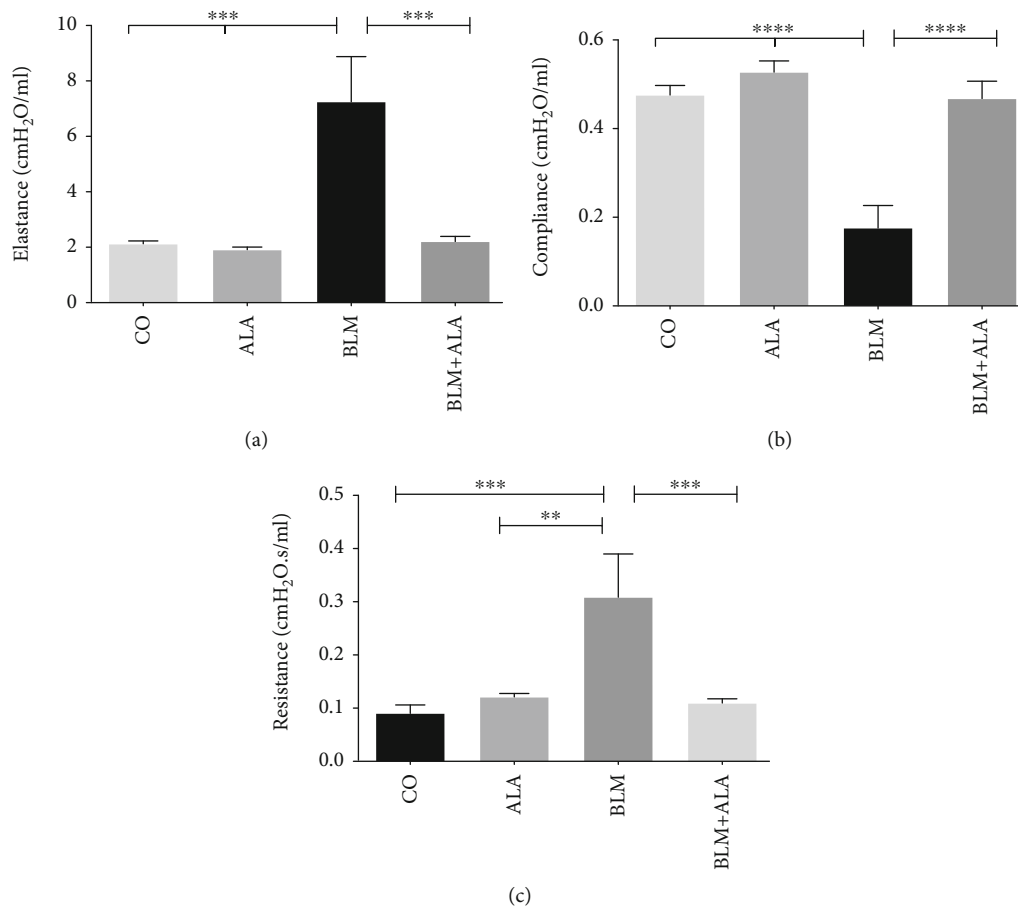 ***
***
10
8
6
4
2
0
Elastance (cmH₂O/ml)
CO
ALA
BLM
BLM+ALA
(a)
****
****
0.6
0.4
0.2
0.0
Compliance (cmH₂O/ml)
CO
ALA
BLM
BLM+ALA
(b)
***
***
**
0.5
0.4
0.3
0.2
0.1
0.0
Resistance (cmH₂O.s/ml)
CO
ALA
BLM
BLM+ALA
(c)